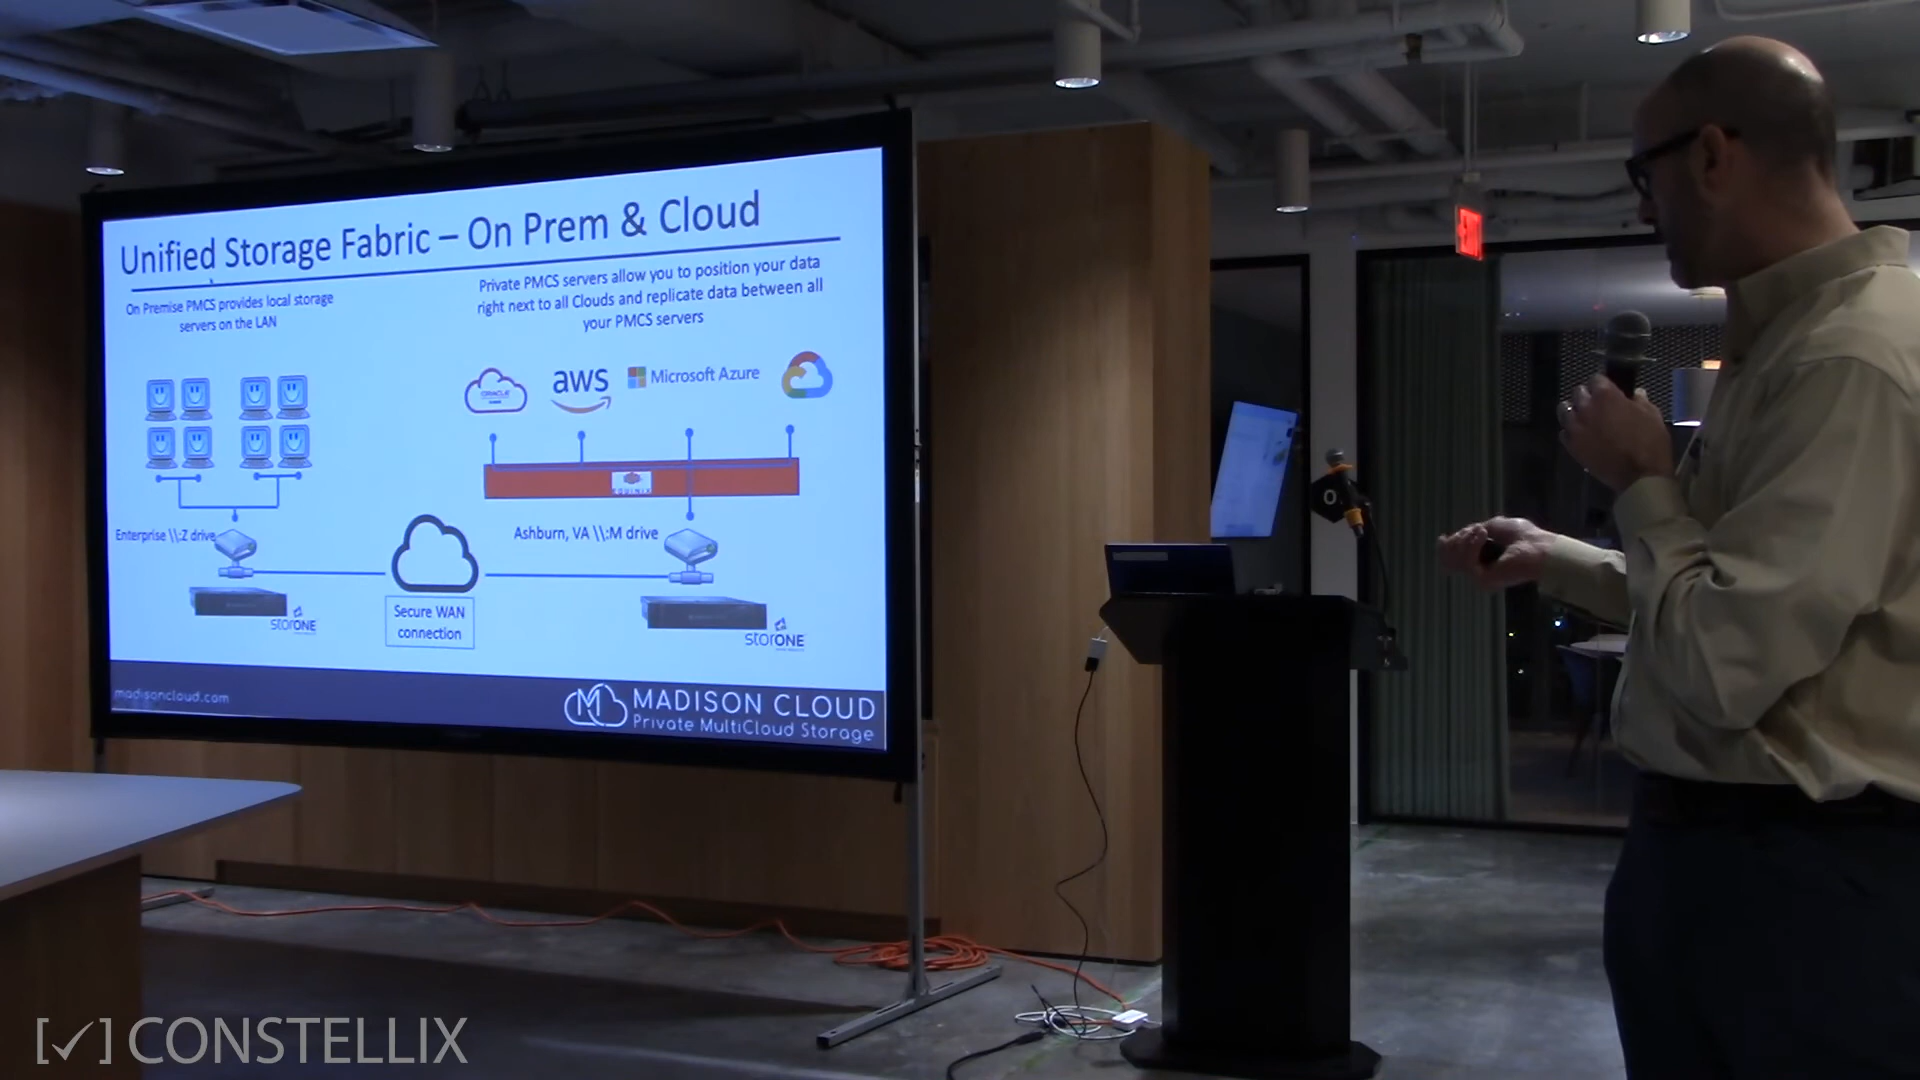 Unified Storage Fabric – On Prem & Cloud
On Premise PMCS provides local storage
servers on the LAN
Private PMCS servers allow you to position your data
right next to all Clouds and replicate data between all
your PMCS servers
ORACLE
aws
Microsoft Azure
EQUINIX
Enterprise \\:Z drive
Ashburn, VA \\:M drive
Secure WAN
connection
storONE
storONE
madisoncloud.com
M
MADISON CLOUD
Private MultiCloud Storage
[✓] CONSTELLIX